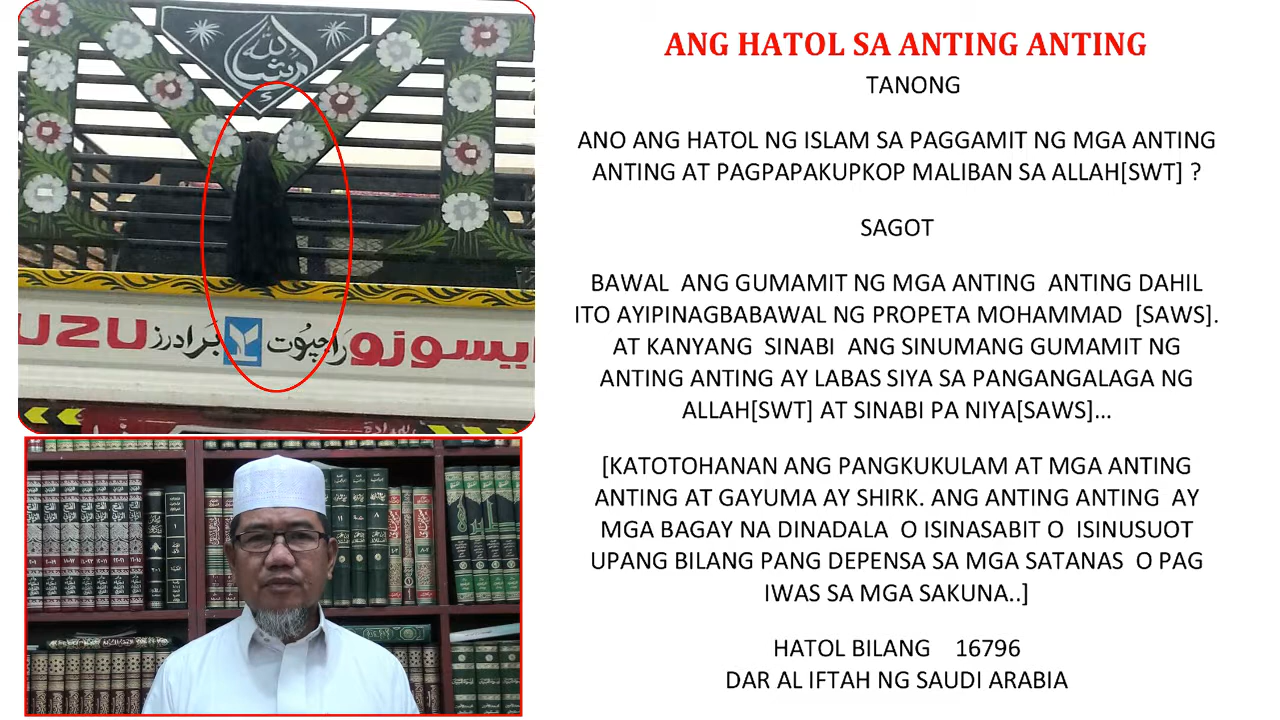 ANG HATOL SA ANTING ANTING
TANONG
ANO ANG HATOL NG ISLAM SA PAGGAMIT NG MGA ANTING
ANTING AT PAGPAPAKUPKOP MALIBAN SA ALLAH[SWT] ?
SAGOT
BAWAL ANG GUMAMIT NG MGA ANTING ANTING DAHIL
ITO AYIPINAGBABAWAL NG PROPETA MOHAMMAD [SAWS].
AT KANYANG SINABI ANG SINUMANG GUMAMIT NG
ANTING ANTING AY LABAS SIYA SA PANGANGALAGA NG
ALLAH[SWT] AT SINABI PA NIYA[SAWS]...
[KATOTOHANAN ANG PANGKUKULAM AT MGA ANTING
ANTING AT GAYUMA AY SHIRK. ANG ANTING ANTING AY
MGA BAGAY NA DINADALA O ISINASABIT O ISINUSUOT
UPANG BILANG PANG DEPENSA SA MGA SATANAS O PAG
IWAS SA MGA SAKUNA..]
HATOL BILANG 16796
DAR AL IFTAH NG SAUDI ARABIA
ايسوزو راجپوت برادرز UZU